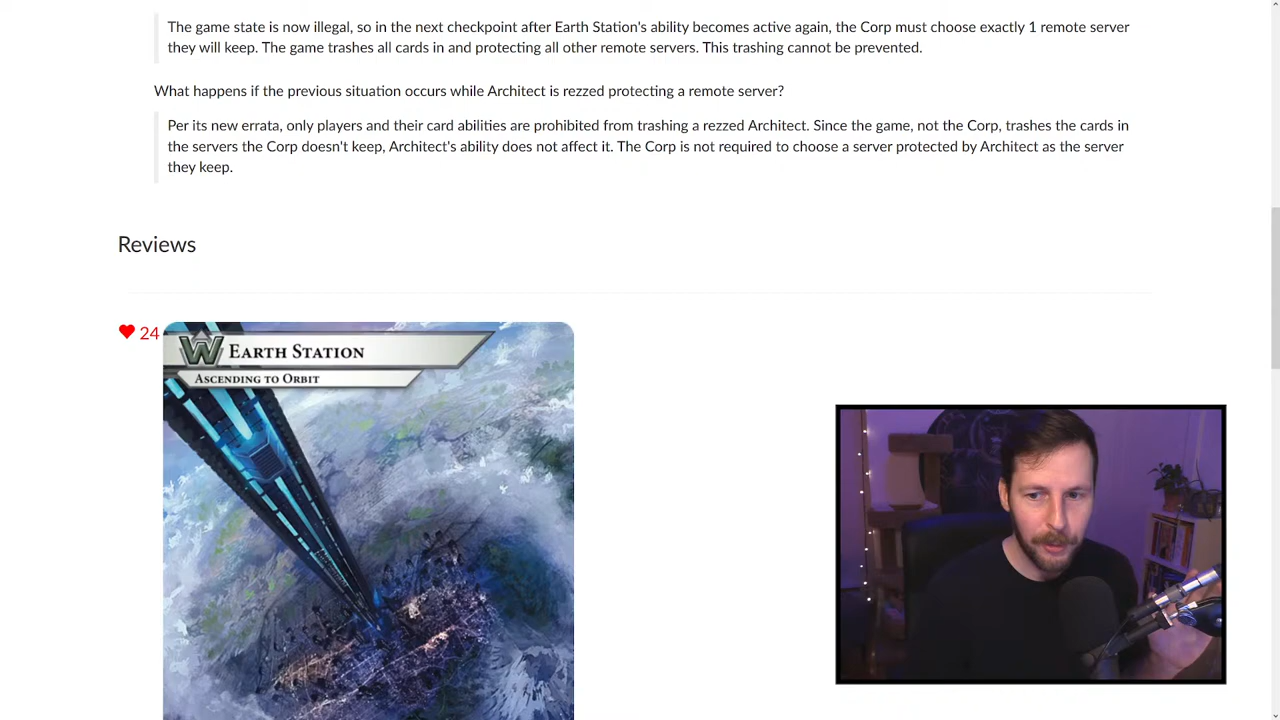 The game state is now illegal, so in the next checkpoint after Earth Station's ability becomes active again, the Corp must choose exactly 1 remote server
they will keep. The game trashes all cards in and protecting all other remote servers. This trashing cannot be prevented.
What happens if the previous situation occurs while Architect is rezzed protecting a remote server?
Per its new errata, only players and their card abilities are prohibited from trashing a rezzed Architect. Since the game, not the Corp, trashes the cards in
the servers the Corp doesn't keep, Architect's ability does not affect it. The Corp is not required to choose a server protected by Architect as the server
they keep.
Reviews
24
Earth Station
Ascending to Orbit